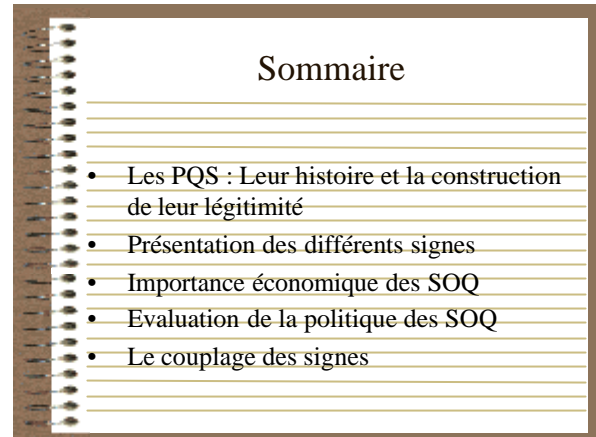 Sommaire
• Les PQS : Leur histoire et la construction
de leur légitimité
• Présentation des différents signes
• Importance économique des SOQ
• Evaluation de la politique des SOQ
• Le couplage des signes